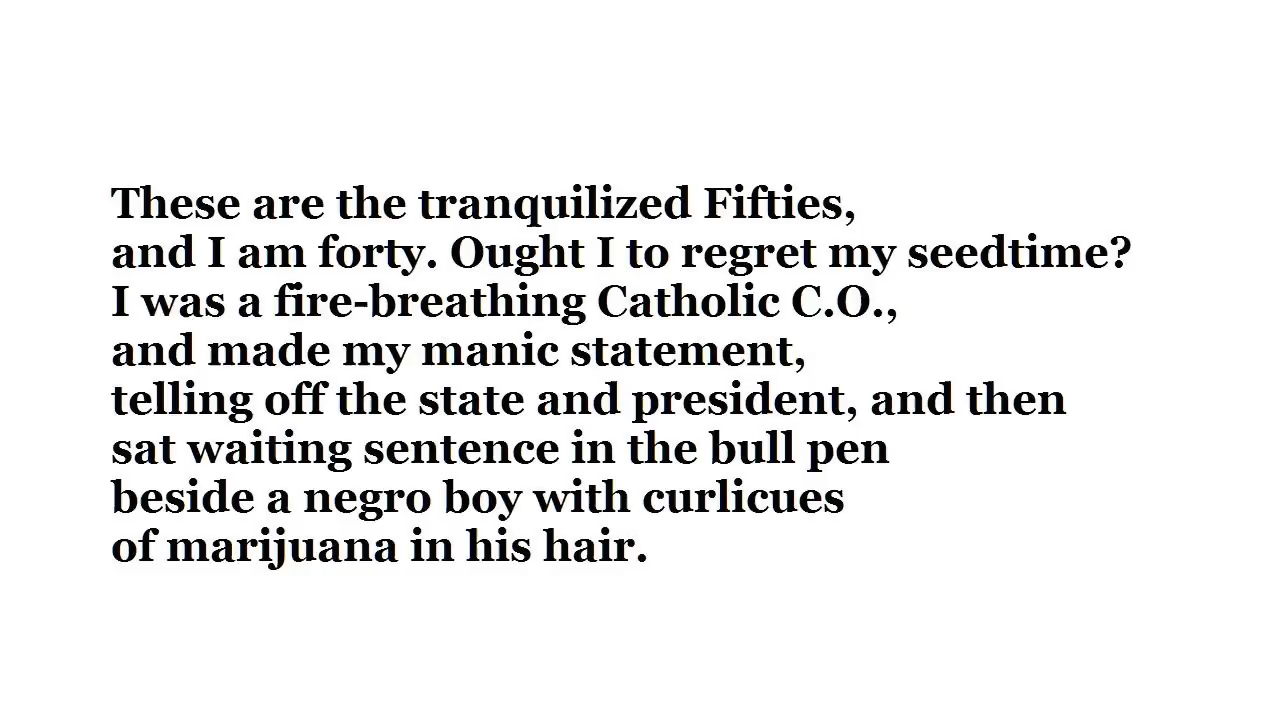 These are the tranquilized Fifties,
and I am forty. Ought I to regret my seedtime?
I was a fire-breathing Catholic C.O.,
and made my manic statement,
telling off the state and president, and then
sat waiting sentence in the bull pen
beside a negro boy with curlicues
of marijuana in his hair.